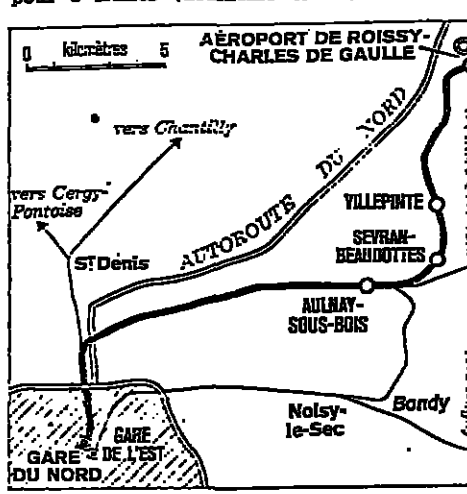 0 kilomètres 5
AÉROPORT DE ROISSY-
CHARLES DE GAULLE
vers Chantilly
vers Cergy-
Pontoise
AUTOROUTE DU NORD
VILLEPINTE
SEVRAN-
BEAUDOTTES
ST DENIS
AULNAY-
SOUS-BOIS
Noisy-
le-Sec
Bondy
GARE
DE L'EST
GARE
DU NORD